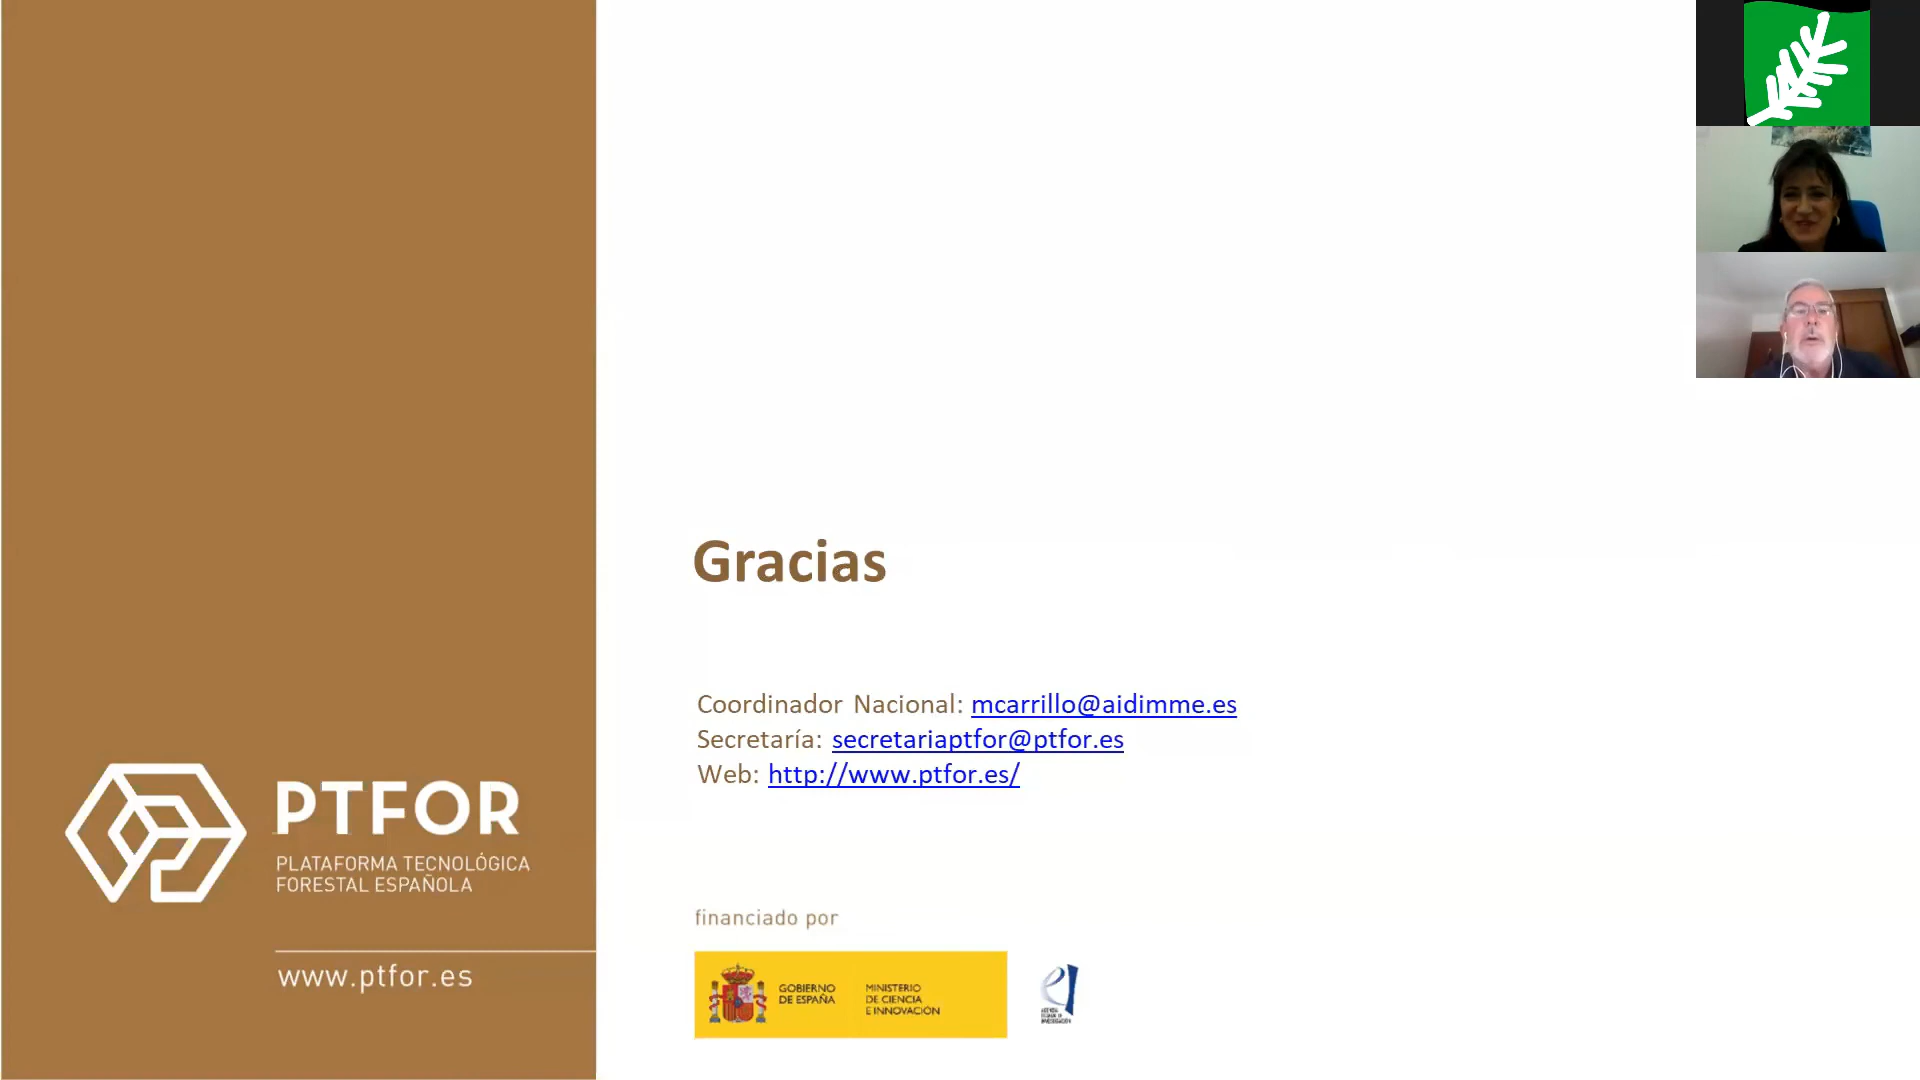 Gracias
Coordinador Nacional: mcarrillo@aidimme.es
Secretaría: secretariaptfor@ptfor.es
Web: http://www.ptfor.es/
PTFOR
PLATAFORMA TECNOLÓGICA
FORESTAL ESPAÑOLA
www.ptfor.es
financiado por
GOBIERNO
DE ESPAÑA
MINISTERIO
DE CIENCIA
E INNOVACIÓN